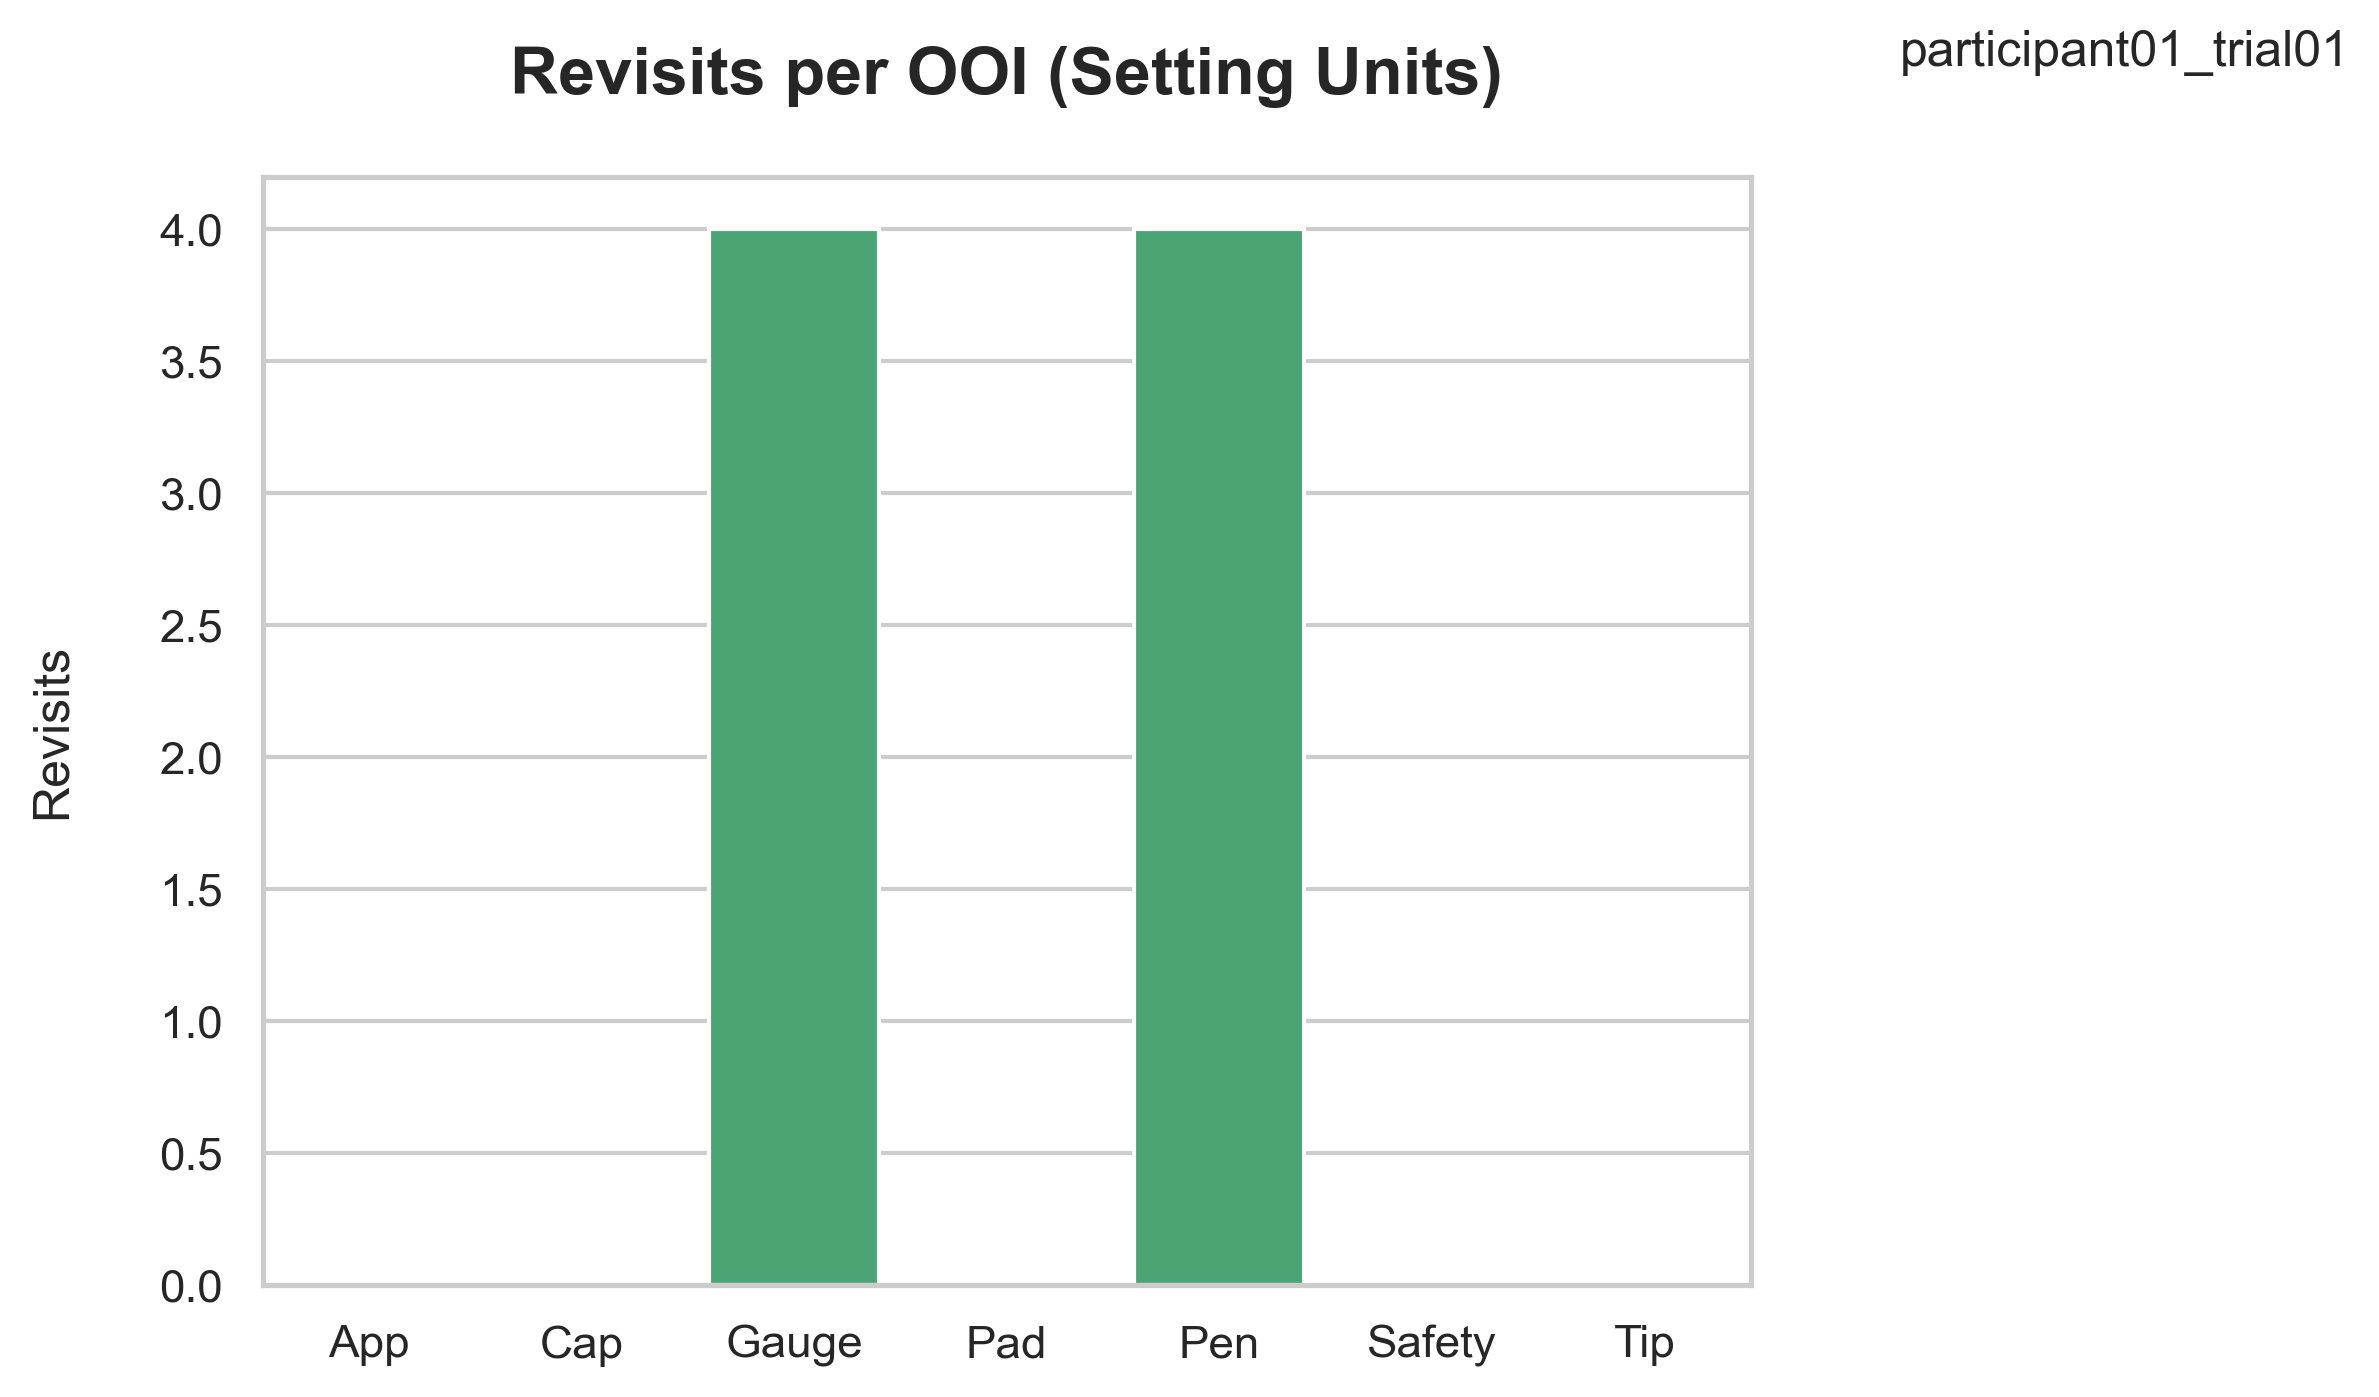 Revisits per OOI (Setting Units)
participant01_trial01
Revisits
4.0
3.5
3.0
2.5
2.0
1.5
1.0
0.5
0.0
App Cap Gauge Pad Pen Safety Tip